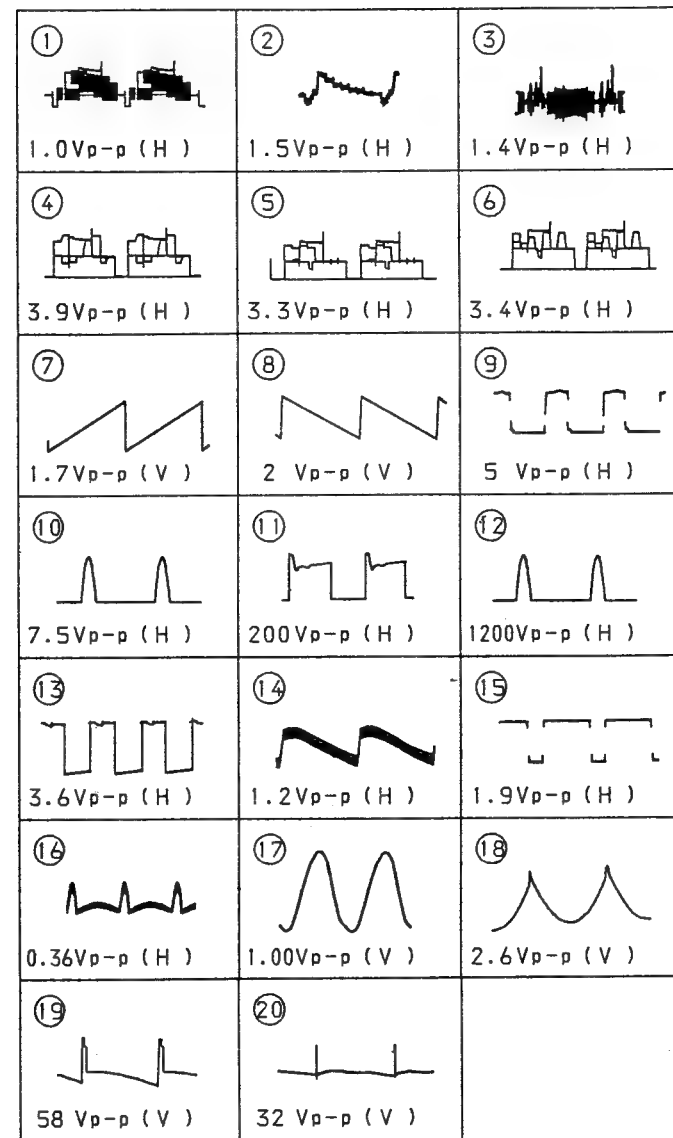 ① ② ③
1.0Vp-p (H) 1.5Vp-p (H) 1.4Vp-p (H)
④ ⑤ ⑥
3.9Vp-p (H) 3.3Vp-p (H) 3.4Vp-p (H)
⑦ ⑧ ⑨
1.7Vp-p (V) 2 Vp-p (V) 5 Vp-p (H)
⑩ ⑪ ⑫
7.5Vp-p (H) 200Vp-p (H) 1200Vp-p (H)
⑬ ⑭ ⑮
3.6Vp-p (H) 1.2Vp-p (H) 1.9Vp-p (H)
⑯ ⑰ ⑱
0.36Vp-p (H) 1.00Vp-p (V) 2.6Vp-p (V)
⑲ ⑳
58 Vp-p (V) 32 Vp-p (V)